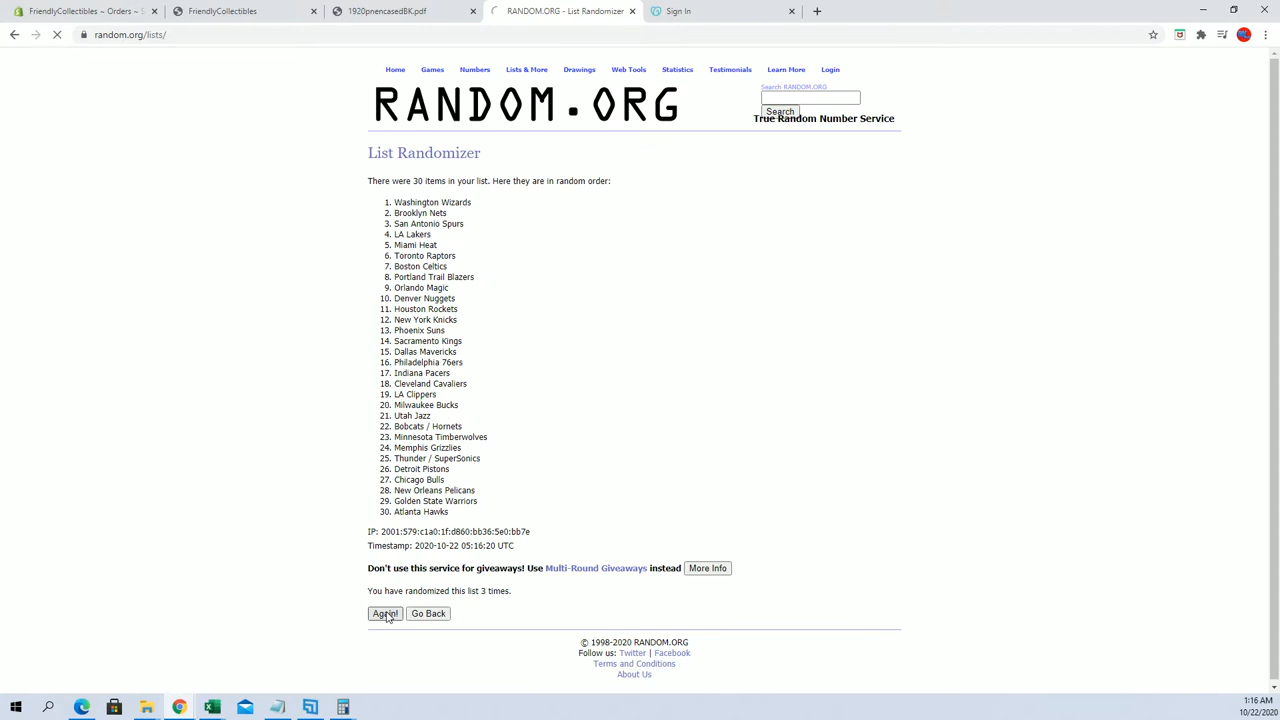 FriendlyCollectibles ~ Orders ~ S
FriendlyCollectibles
1920pnencasedBK.pdf
RANDOM.ORG - List Randomizer
Sign In
random.org/lists/
Home Games Numbers Lists & More Drawings Web Tools Statistics Testimonials Learn More Login
Search RANDOM.ORG
RANDOM.ORG
Search
True Random Number Service
List Randomizer
There were 30 items in your list. Here they are in random order:
1. Washington Wizards
2. Brooklyn Nets
3. San Antonio Spurs
4. LA Lakers
5. Miami Heat
6. Toronto Raptors
7. Boston Celtics
8. Portland Trail Blazers
9. Orlando Magic
10. Denver Nuggets
11. Houston Rockets
12. New York Knicks
13. Phoenix Suns
14. Sacramento Kings
15. Dallas Mavericks
16. Philadelphia 76ers
17. Indiana Pacers
18. Cleveland Cavaliers
19. LA Clippers
20. Milwaukee Bucks
21. Utah Jazz
22. Bobcats / Hornets
23. Minnesota Timberwolves
24. Memphis Grizzlies
25. Thunder / SuperSonics
26. Detroit Pistons
27. Chicago Bulls
28. New Orleans Pelicans
29. Golden State Warriors
30. Atlanta Hawks
IP: 2001:579:c1a0:1f:d860:bb36:5e0:bb7e
Timestamp: 2020-10-22 05:16:20 UTC
Don't use this service for giveaways! Use Multi-Round Giveaways instead More Info
You have randomized this list 3 times.
Again! Go Back
© 1998-2020 RANDOM.ORG
Follow us: Twitter | Facebook
Terms and Conditions
About Us
1:16 AM
10/22/2020